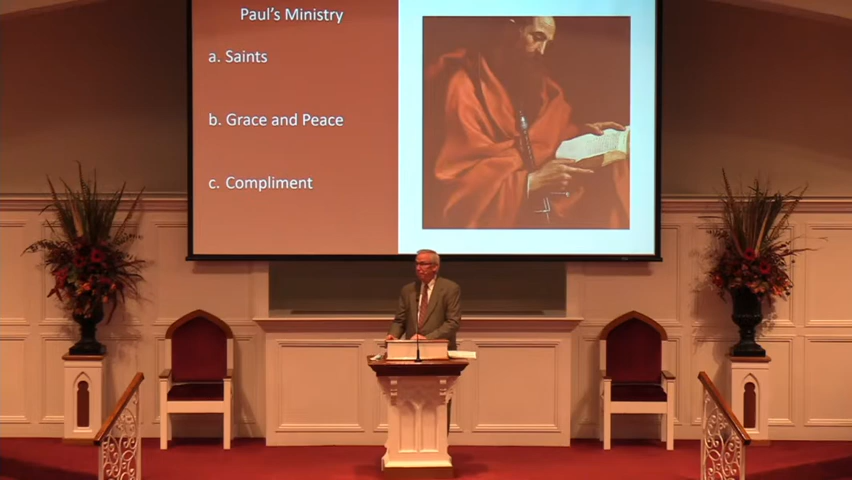 Paul's Ministry
a. Saints
b. Grace and Peace
c. Compliment